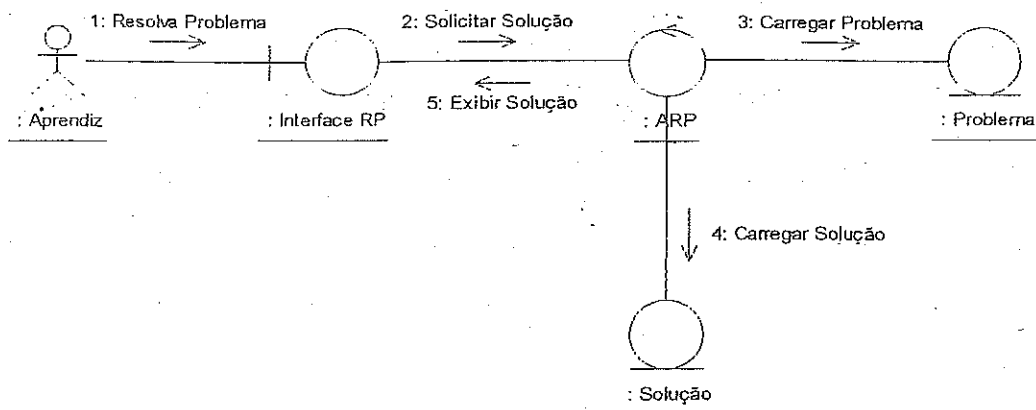 1: Resolva Problema
2: Solicitar Solução
3: Carregar Problema
5: Exibir Solução
: Aprendiz
: Interface RP
: ARP
: Problema
4: Carregar Solução
: Solução